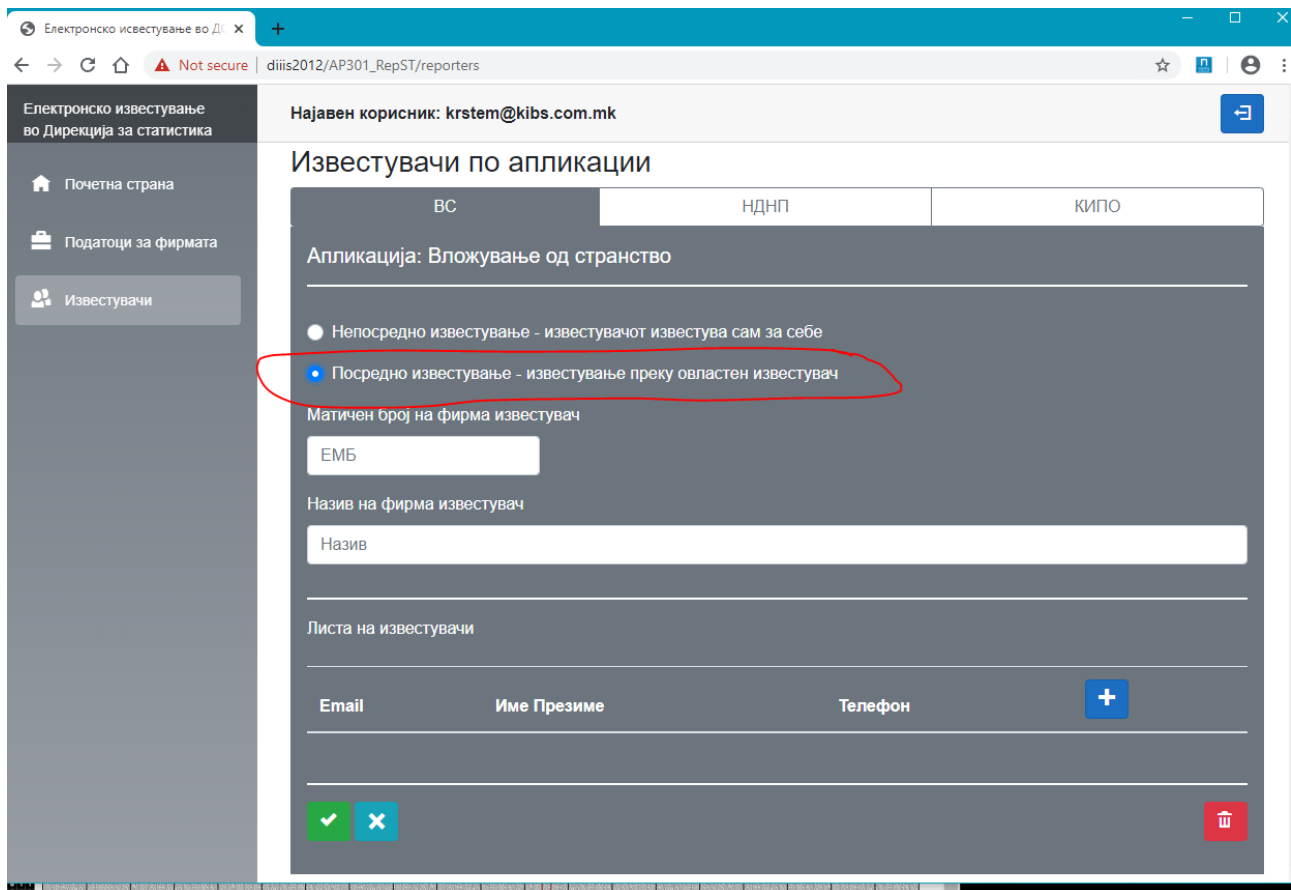 Електронско исвестување во ДС
Not secure
diiis2012/AP301_RepST/reporters
Електронско известување
во Дирекција за статистика
Најавен корисник: krstem@kibs.com.mk
Почетна страна
Податоци за фирмата
Известувачи
Известувачи по апликации
ВС
НДНП
КИПО
Апликација: Вложување од странство
Непосредно известување - известувачот известува сам за себе
Посредно известување - известување преку овластен известувач
Матичен број на фирма известувач
ЕМБ
Назив на фирма известувач
Назив
Листа на известувачи
Email Име Презиме Телефон